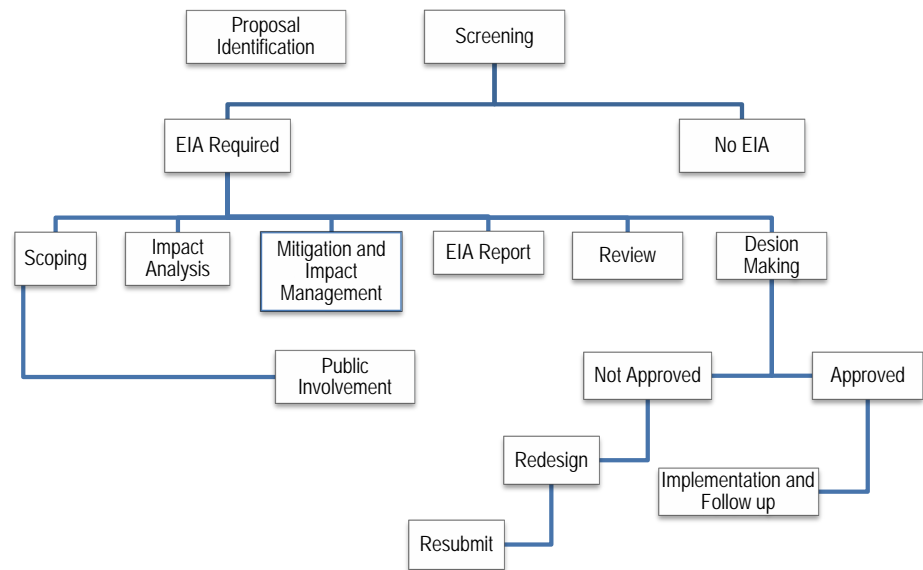 Proposal
Identification
Screening
EIA Required
No EIA
Scoping
Impact
Analysis
Mitigation and
Impact
Management
EIA Report
Review
Desion
Making
Public
Involvement
Not Approved
Approved
Redesign
Implementation and
Follow up
Resubmit